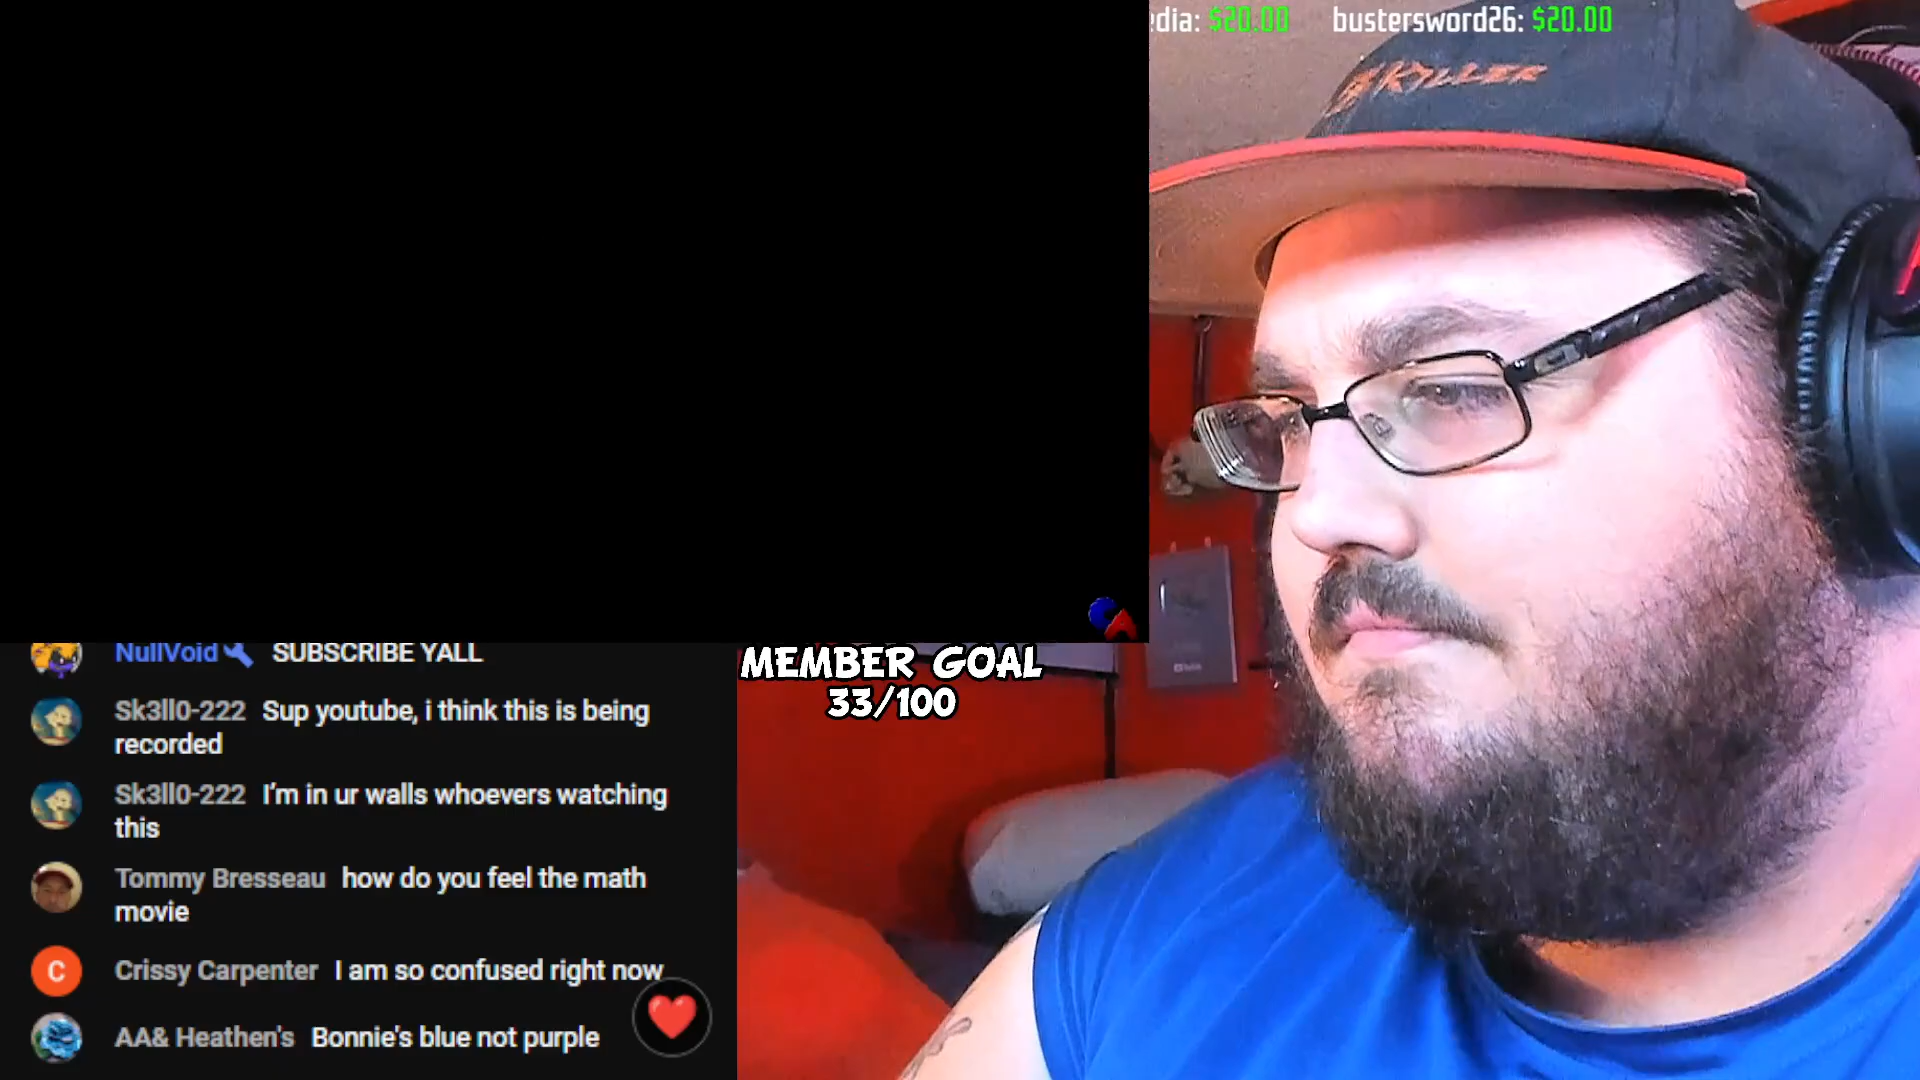 edia: $20.00 bustersword26: $20.00
KILLER
NullVoid SUBSCRIBE YALL
Sk3ll0-222 Sup youtube, i think this is being
recorded
Sk3ll0-222 I'm in ur walls whoevers watching
this
Tommy Bresseau how do you feel the math
movie
C Crissy Carpenter I am so confused right now
AA& Heathen's Bonnie's blue not purple
MEMBER GOAL
33/100